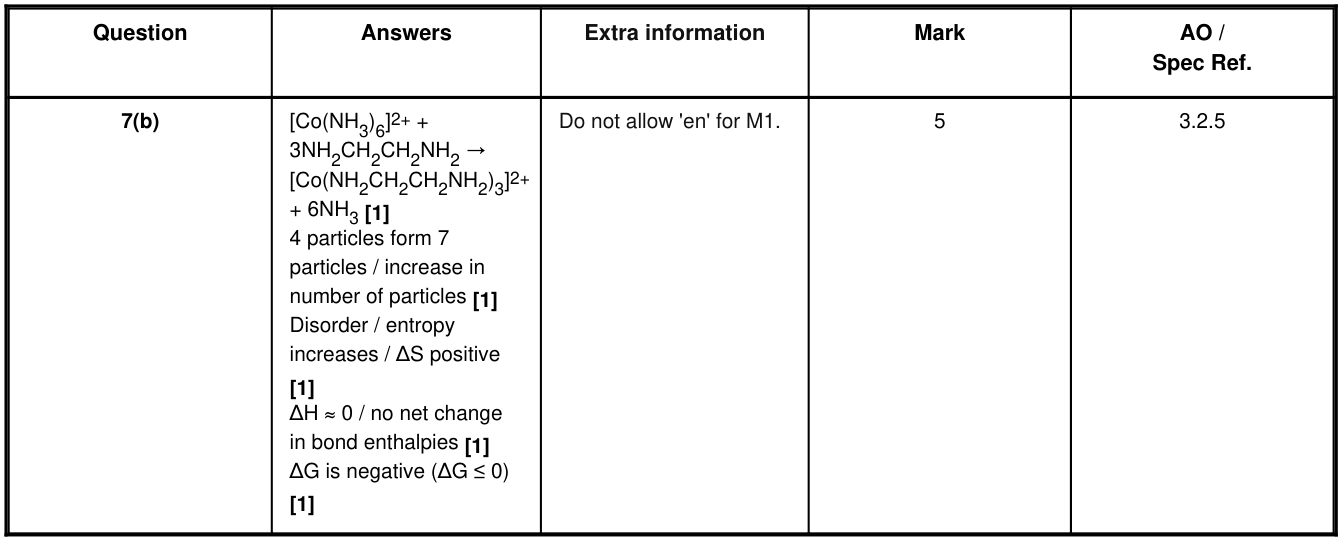 Question Answers Extra information Mark AO /
Spec Ref.
7(b) [Co(NH₃)₆]²⁺ + Do not allow 'en' for M1. 5 3.2.5
3NH₂CH₂CH₂NH₂ →
[Co(NH₂CH₂CH₂NH₂)₃]²⁺
+ 6NH₃ [1]
4 particles form 7
particles / increase in
number of particles [1]
Disorder / entropy
increases / ΔS positive
[1]
ΔH ≈ 0 / no net change
in bond enthalpies [1]
ΔG is negative (ΔG ≤ 0)
[1]